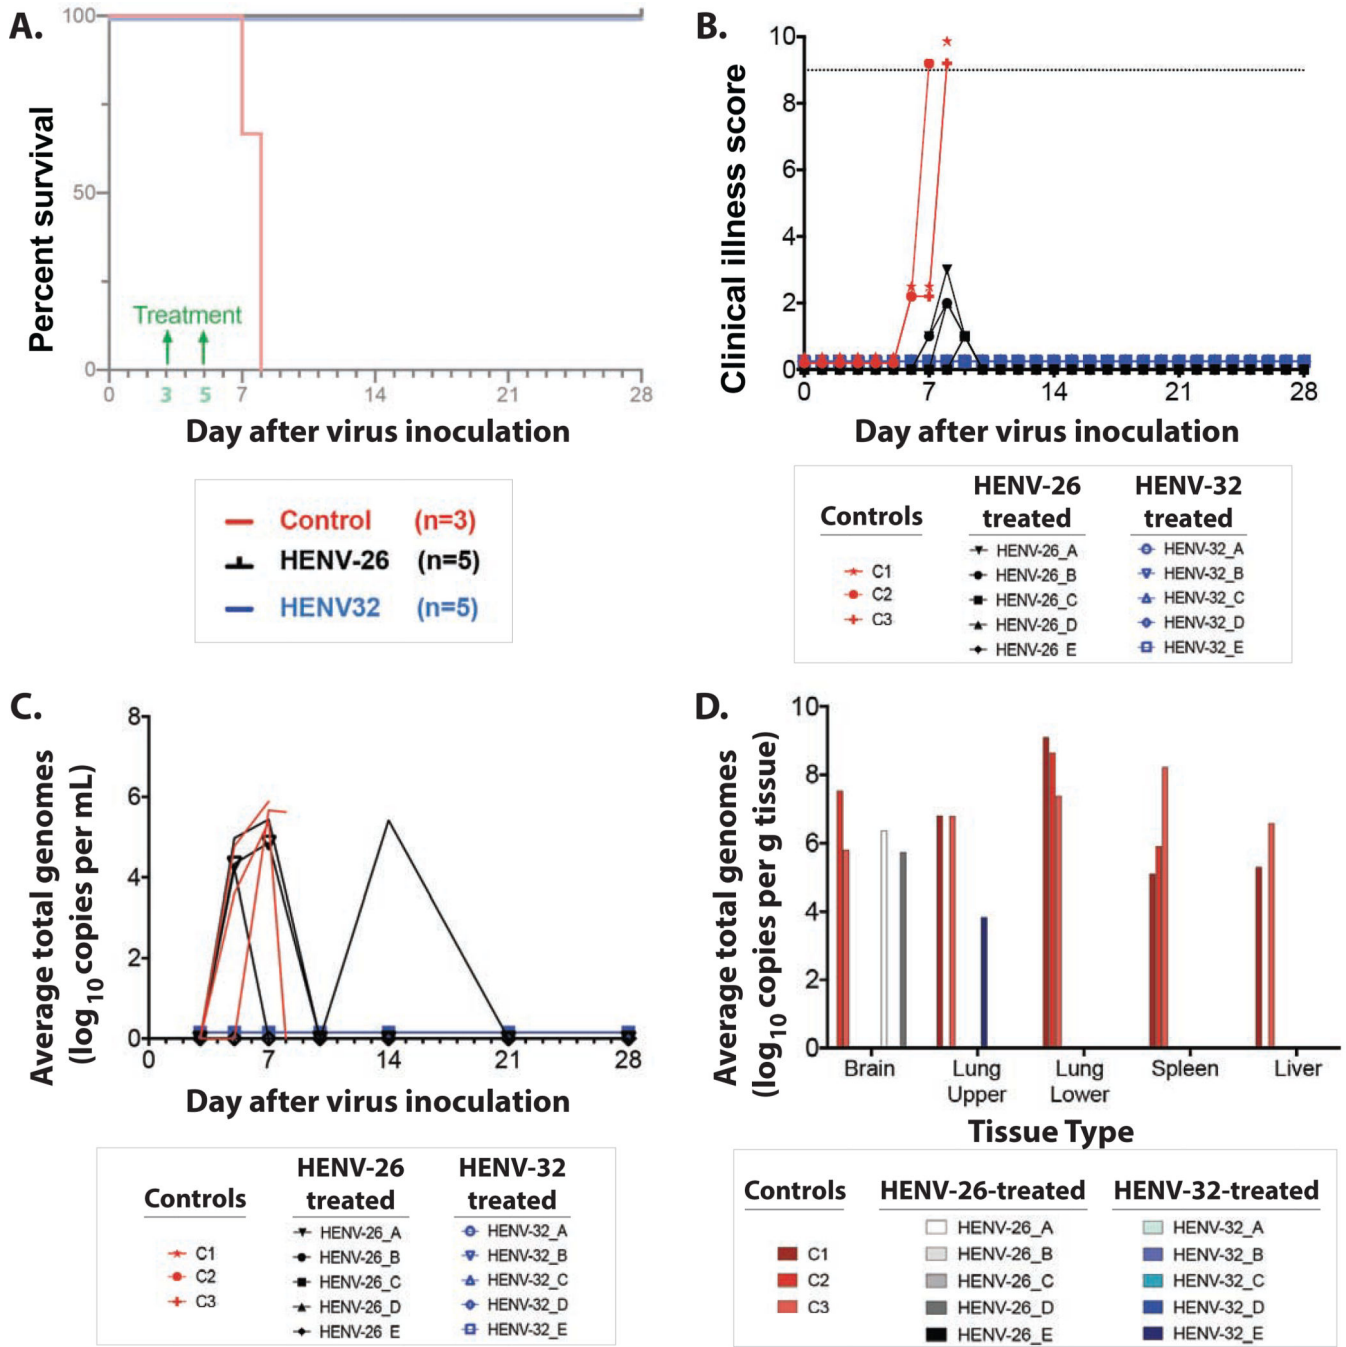 A.
Percent survival
100
50
0
Treatment
3
5
0
7
14
21
28
Day after virus inoculation
Control (n=3)
HENV-26 (n=5)
HENV32 (n=5)
B.
Clinical illness score
10
8
6
4
2
0
0
7
14
21
28
Day after virus inoculation
Controls
C1
C2
C3
HENV-26
treated
HENV-26_A
HENV-26_B
HENV-26_C
HENV-26_D
HENV-26_E
HENV-32
treated
HENV-32_A
HENV-32_B
HENV-32_C
HENV-32_D
HENV-32_E
C.
Average total genomes
(log10 copies per mL)
8
6
4
2
0
0
7
14
21
28
Day after virus inoculation
Controls
C1
C2
C3
HENV-26
treated
HENV-26_A
HENV-26_B
HENV-26_C
HENV-26_D
HENV-26_E
HENV-32
treated
HENV-32_A
HENV-32_B
HENV-32_C
HENV-32_D
HENV-32_E
D.
Average total genomes
(log10 copies per g tissue)
10
8
6
4
2
0
Brain
Lung
Upper
Lung
Lower
Spleen
Liver
Tissue Type
Controls
C1
C2
C3
HENV-26-treated
HENV-26_A
HENV-26_B
HENV-26_C
HENV-26_D
HENV-26_E
HENV-32-treated
HENV-32_A
HENV-32_B
HENV-32_C
HENV-32_D
HENV-32_E